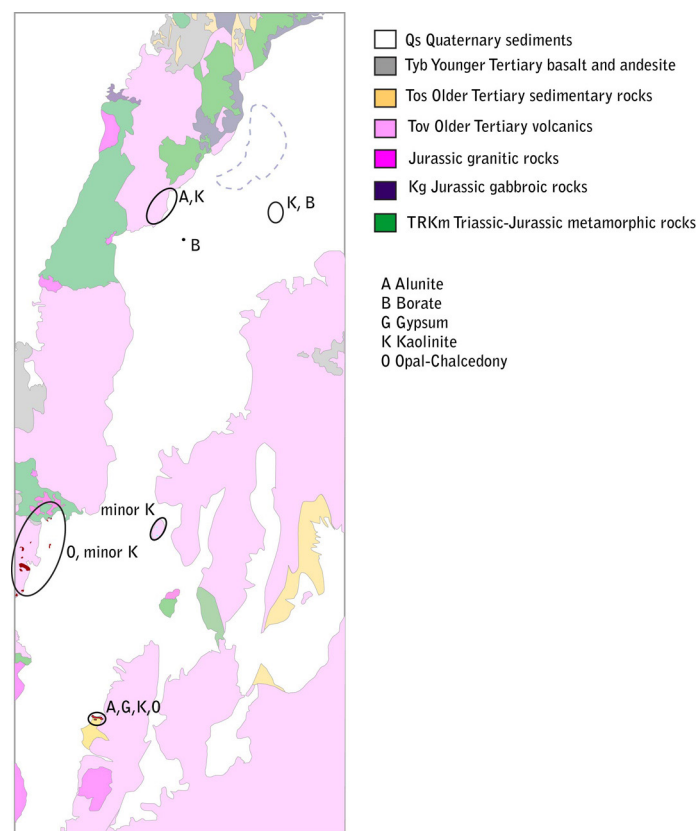 Qs Quaternary sediments
Tyb Younger Tertiary basalt and andesite
Tos Older Tertiary sedimentary rocks
Tov Older Tertiary volcanics
Jurassic granitic rocks
Kg Jurassic gabbroic rocks
TRKm Triassic-Jurassic metamorphic rocks
A Alunite
B Borate
G Gypsum
K Kaolinite
O Opal-Chalcedony
A,K
K, B
B
minor K
O, minor K
A,G,K,O